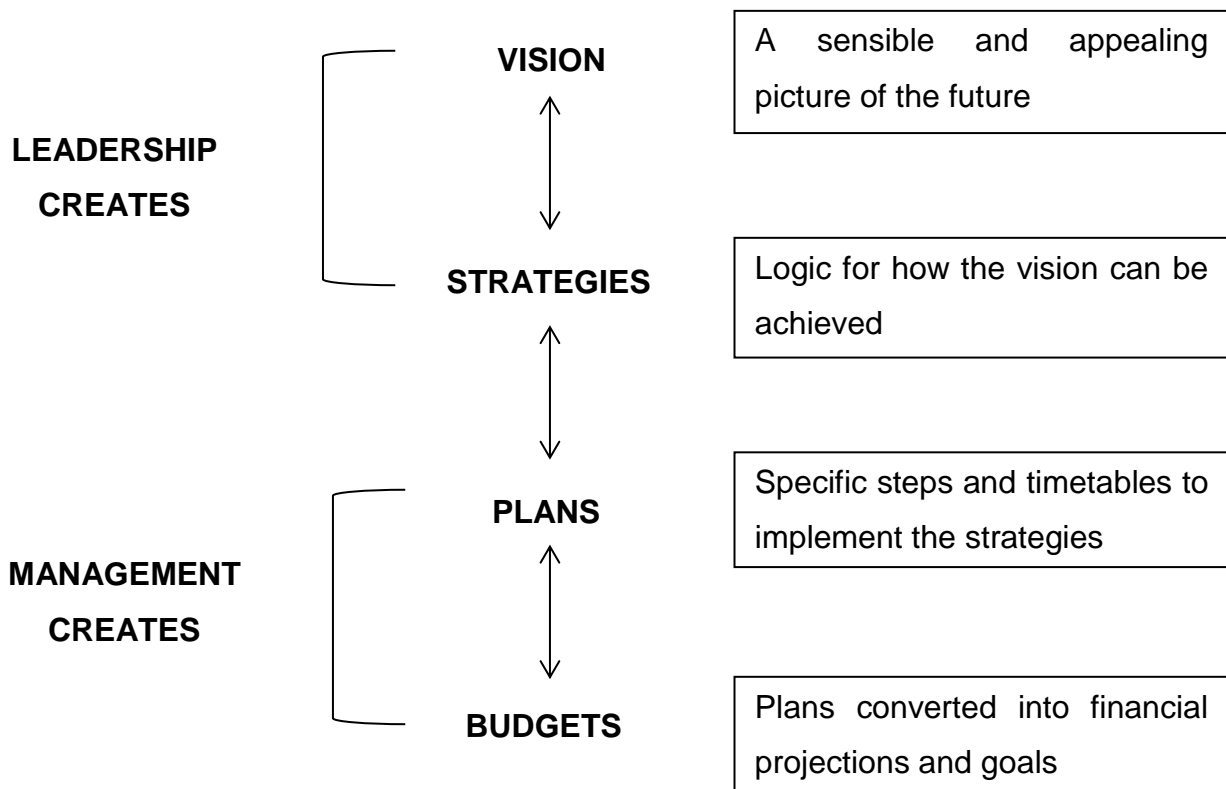 VISION
A sensible and appealing
picture of the future
LEADERSHIP
CREATES
STRATEGIES
Logic for how the vision can be
achieved
PLANS
Specific steps and timetables to
implement the strategies
MANAGEMENT
CREATES
BUDGETS
Plans converted into financial
projections and goals